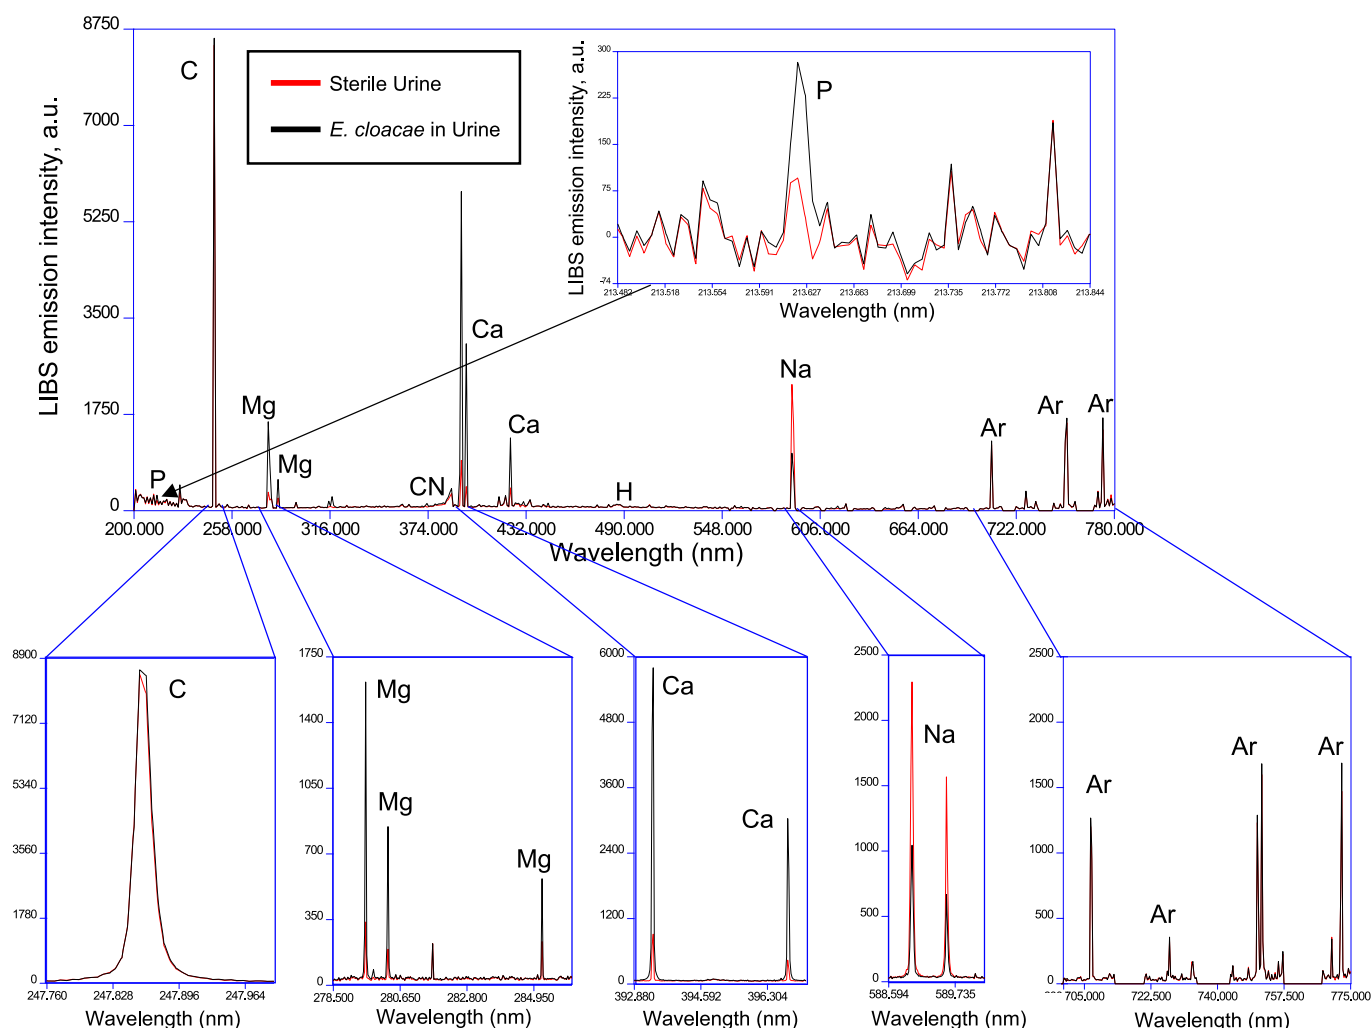 8750
7000
5250
3500
1750
0
LIBS emission intensity, a.u.
C
Sterile Urine
E. cloacae in Urine
300
225
150
75
0
-74
LIBS emission intensity, a.u.
P
213.482 213.518 213.554 213.591 213.627 213.663 213.699 213.735 213.772 213.808 213.844
Wavelength (nm)
Ca
Na
Mg
Ca
Ar Ar Ar
P
Mg
CN
H
200.000 258.000 316.000 374.000 432.000 490.000 548.000 606.000 664.000 722.000 780.000
Wavelength (nm)
8900
7120
5340
3560
1780
0
C
247.760 247.828 247.896 247.964
Wavelength (nm)
1750
1400
1050
700
350
0
Mg
Mg
Mg
278.500 280.650 282.800 284.950
Wavelength (nm)
6000
4800
3600
2400
1200
0
Ca
Ca
392.880 394.592 396.304
Wavelength (nm)
2500
2000
1500
1000
500
0
Na
588.594 589.735
Wavelength (nm)
2500
2000
1500
1000
500
0
Ar
Ar
Ar
Ar
705.000 722.500 740.000 757.500 775.000
Wavelength (nm)